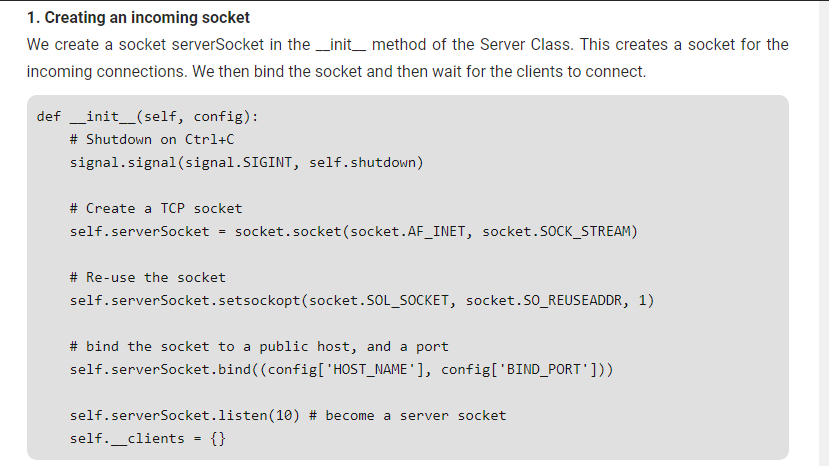 1. Creating an incoming socket
We create a socket serverSocket in the __init__ method of the Server Class. This creates a socket for the
incoming connections. We then bind the socket and then wait for the clients to connect.
def __init__(self, config):
    # Shutdown on Ctrl+C
    signal.signal(signal.SIGINT, self.shutdown)

    # Create a TCP socket
    self.serverSocket = socket.socket(socket.AF_INET, socket.SOCK_STREAM)

    # Re-use the socket
    self.serverSocket.setsockopt(socket.SOL_SOCKET, socket.SO_REUSEADDR, 1)

    # bind the socket to a public host, and a port
    self.serverSocket.bind((config['HOST_NAME'], config['BIND_PORT']))

    self.serverSocket.listen(10) # become a server socket
    self.__clients = {}